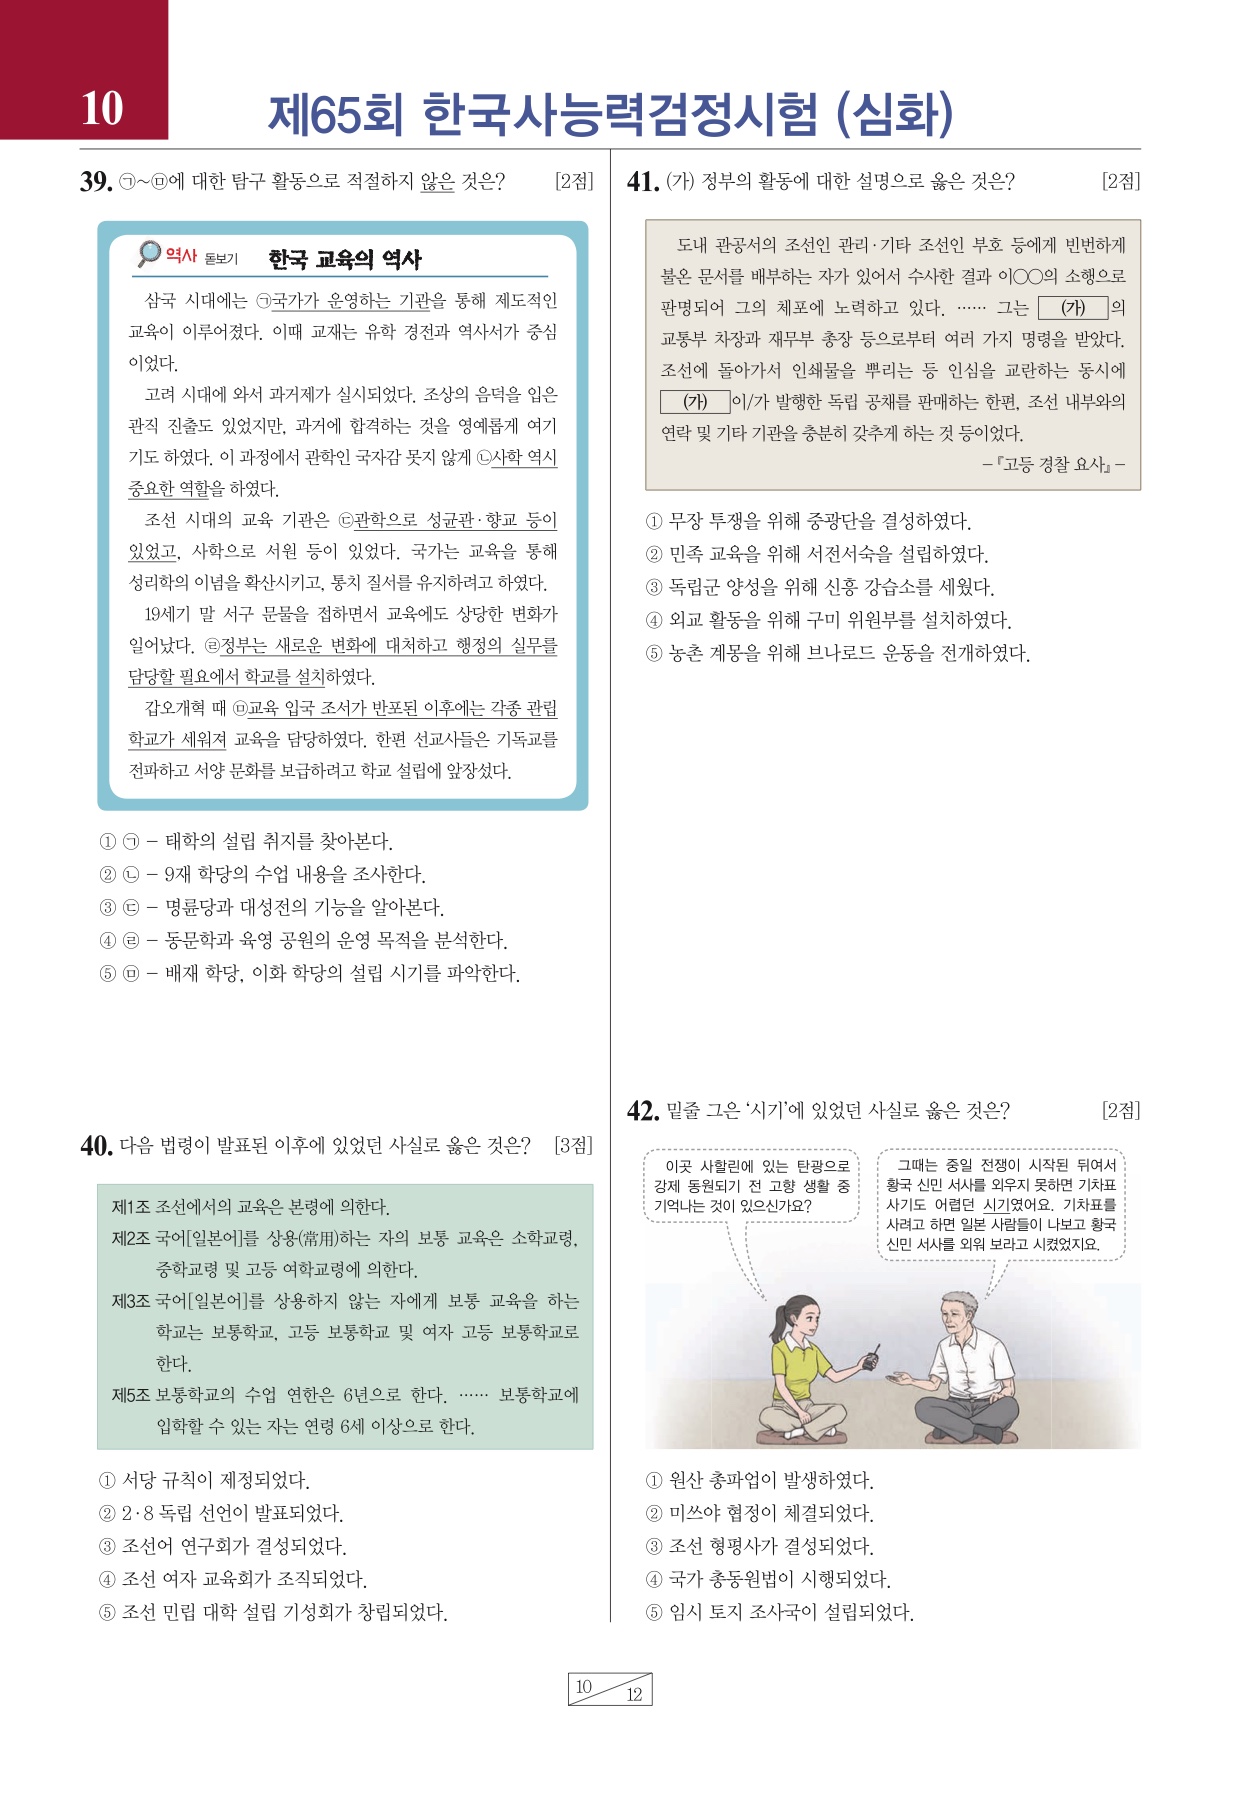 10
제65회 한국사능력검정시험 (심화)
39. ㉠~㉤에 대한 탐구 활동으로 적절하지 않은 것은? [2점]
역사 돋보기 한국 교육의 역사
삼국 시대에는 ㉠국가가 운영하는 기관을 통해 제도적인
교육이 이루어졌다. 이때 교재는 유학 경전과 역사서가 중심
이었다.
고려 시대에 와서 과거제가 실시되었다. 조상의 음덕을 입은
관직 진출도 있었지만, 과거에 합격하는 것을 영예롭게 여기
기도 하였다. 이 과정에서 관학인 국자감 못지 않게 ㉡사학 역시
중요한 역할을 하였다.
조선 시대의 교육 기관은 ㉢관학으로 성균관·향교 등이
있었고, 사학으로 서원 등이 있었다. 국가는 교육을 통해
성리학의 이념을 확산시키고, 통치 질서를 유지하려고 하였다.
19세기 말 서구 문물을 접하면서 교육에도 상당한 변화가
일어났다. ㉣정부는 새로운 변화에 대처하고 행정의 실무를
담당할 필요에서 학교를 설치하였다.
갑오개혁 때 ㉤교육 입국 조서가 반포된 이후에는 각종 관립
학교가 세워져 교육을 담당하였다. 한편 선교사들은 기독교를
전파하고 서양 문화를 보급하려고 학교 설립에 앞장섰다.
① ㉠ – 태학의 설립 취지를 찾아본다.
② ㉡ – 9재 학당의 수업 내용을 조사한다.
③ ㉢ – 명륜당과 대성전의 기능을 알아본다.
④ ㉣ – 동문학과 육영 공원의 운영 목적을 분석한다.
⑤ ㉤ – 배재 학당, 이화 학당의 설립 시기를 파악한다.
40. 다음 법령이 발표된 이후에 있었던 사실로 옳은 것은? [3점]
제1조 조선에서의 교육은 본령에 의한다.
제2조 국어[일본어]를 상용(常用)하는 자의 보통 교육은 소학교령,
중학교령 및 고등 여학교령에 의한다.
제3조 국어[일본어]를 상용하지 않는 자에게 보통 교육을 하는
학교는 보통학교, 고등 보통학교 및 여자 고등 보통학교로
한다.
제5조 보통학교의 수업 연한은 6년으로 한다. …… 보통학교에
입학할 수 있는 자는 연령 6세 이상으로 한다.
① 서당 규칙이 제정되었다.
② 2·8 독립 선언이 발표되었다.
③ 조선어 연구회가 결성되었다.
④ 조선 여자 교육회가 조직되었다.
⑤ 조선 민립 대학 설립 기성회가 창립되었다.
41. (가) 정부의 활동에 대한 설명으로 옳은 것은? [2점]
도내 관공서의 조선인 관리·기타 조선인 부호 등에게 빈번하게
불온 문서를 배부하는 자가 있어서 수사한 결과 이○○의 소행으로
판명되어 그의 체포에 노력하고 있다. …… 그는 (가) 의
교통부 차장과 재무부 총장 등으로부터 여러 가지 명령을 받았다.
조선에 돌아가서 인쇄물을 뿌리는 등 인심을 교란하는 동시에
(가) 이/가 발행한 독립 공채를 판매하는 한편, 조선 내부와의
연락 및 기타 기관을 충분히 갖추게 하는 것 등이었다.
–『고등 경찰 요사』–
① 무장 투쟁을 위해 중광단을 결성하였다.
② 민족 교육을 위해 서전서숙을 설립하였다.
③ 독립군 양성을 위해 신흥 강습소를 세웠다.
④ 외교 활동을 위해 구미 위원부를 설치하였다.
⑤ 농촌 계몽을 위해 브나로드 운동을 전개하였다.
42. 밑줄 그은 ‘시기’에 있었던 사실로 옳은 것은? [2점]
이곳 사할린에 있는 탄광으로
강제 동원되기 전 고향 생활 중
기억나는 것이 있으신가요?
그때는 중일 전쟁이 시작된 뒤여서
황국 신민 서사를 외우지 못하면 기차표
사기도 어렵던 시기였어요. 기차표를
사려고 하면 일본 사람들이 나보고 황국
신민 서사를 외워 보라고 시켰었지요.
① 원산 총파업이 발생하였다.
② 미쓰야 협정이 체결되었다.
③ 조선 형평사가 결성되었다.
④ 국가 총동원법이 시행되었다.
⑤ 임시 토지 조사국이 설립되었다.
10
12